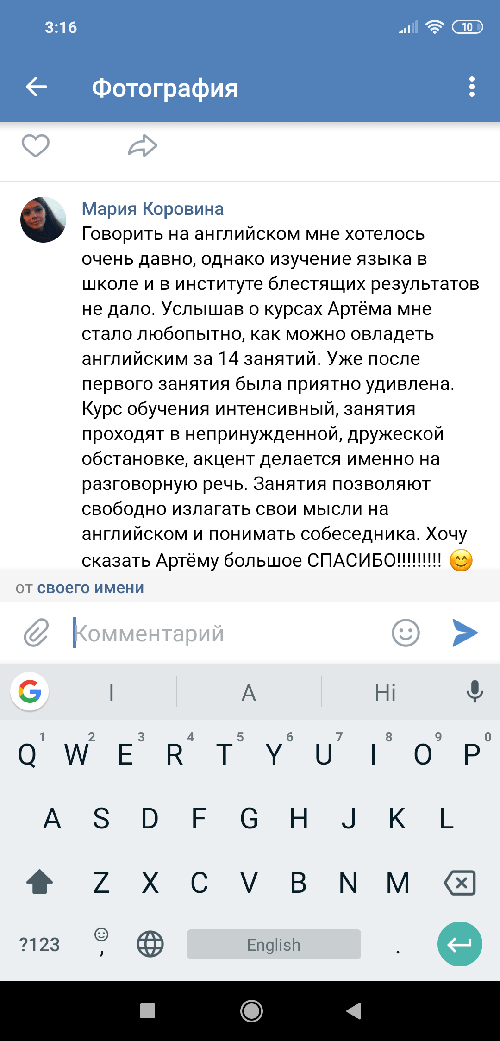 3:16
10
Фотография
Мария Коровина
Говорить на английском мне хотелось
очень давно, однако изучение языка в
школе и в институте блестящих результатов
не дало. Услышав о курсах Артёма мне
стало любопытно, как можно овладеть
английским за 14 занятий. Уже после
первого занятия была приятно удивлена.
Курс обучения интенсивный, занятия
проходят в непринужденной, дружеской
обстановке, акцент делается именно на
разговорную речь. Занятия позволяют
свободно излагать свои мысли на
английском и понимать собеседника. Хочу
сказать Артёму большое СПАСИБО!!!!!!!!! 😊
от своего имени
Комментарий
G I A Hi
1 2 3 4 5 6 7 8 9 0
Q W E R T Y U I O P
A S D F G H J K L
Z X C V B N M
?123 , English .